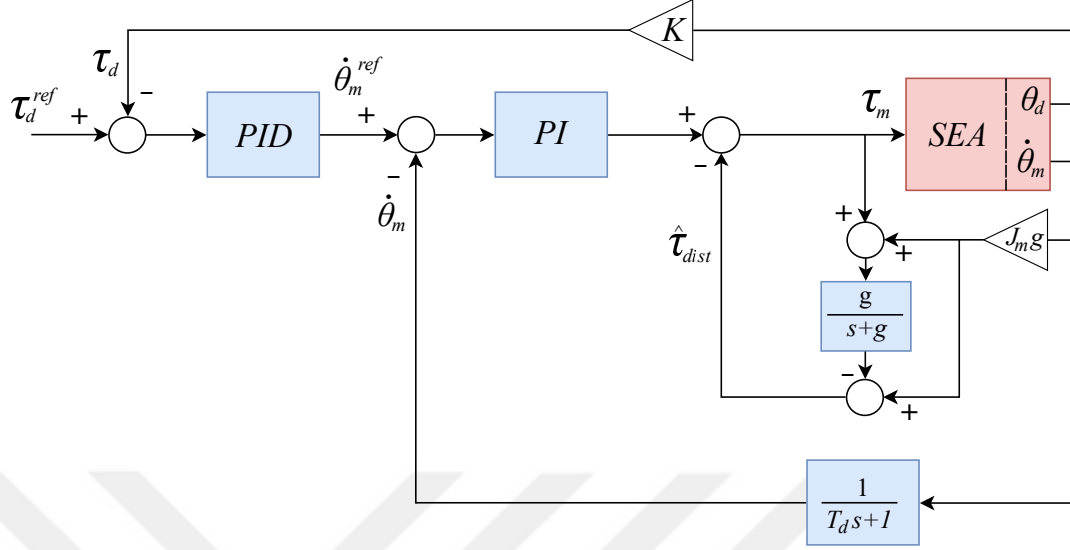 K
τ_d
−
θ̇_m^ref
τ_d^ref
+
PID
+
PI
+
τ_m
SEA
θ_d
θ̇_m
−
−
θ̇_m
τ̂_dist
+
+
J_m g
g
s+g
−
+
1
T_d s+1